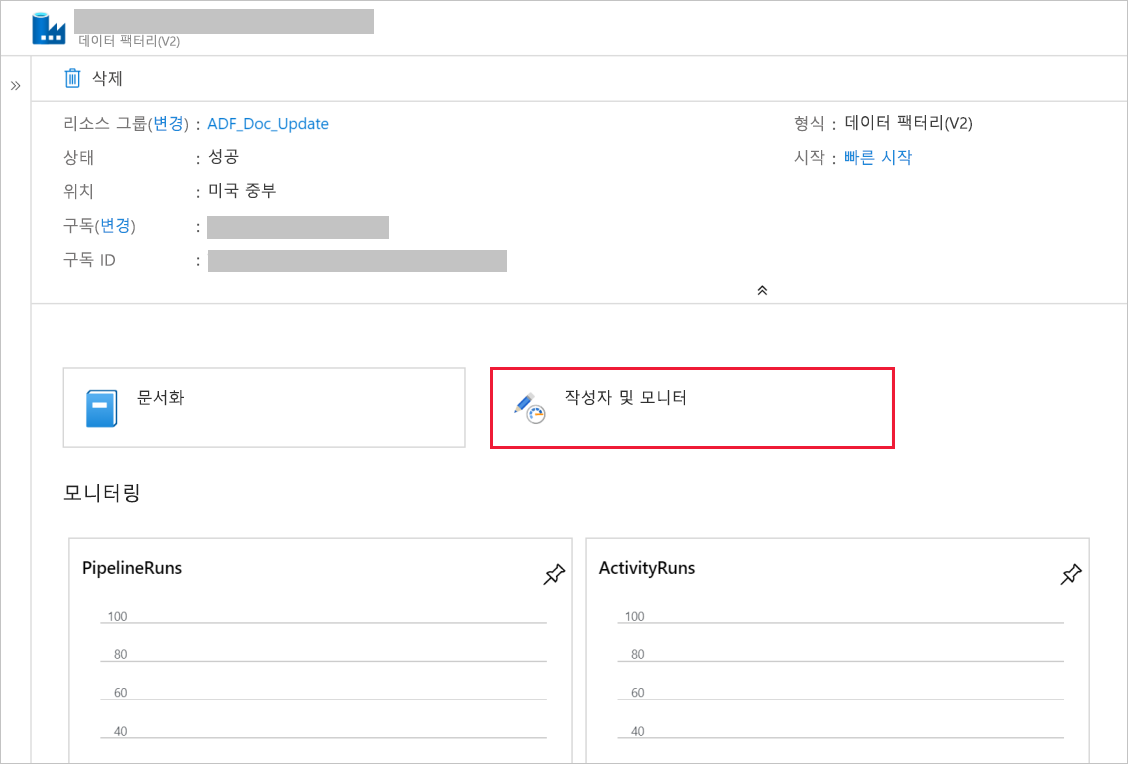 데이터 팩터리(V2)
» 삭제
리소스 그룹(변경) : ADF_Doc_Update
형식 : 데이터 팩터리(V2)
상태 : 성공
시작 : 빠른 시작
위치 : 미국 중부
구독(변경) :
구독 ID :
문서화
작성자 및 모니터
모니터링
PipelineRuns
100
80
60
40
ActivityRuns
100
80
60
40